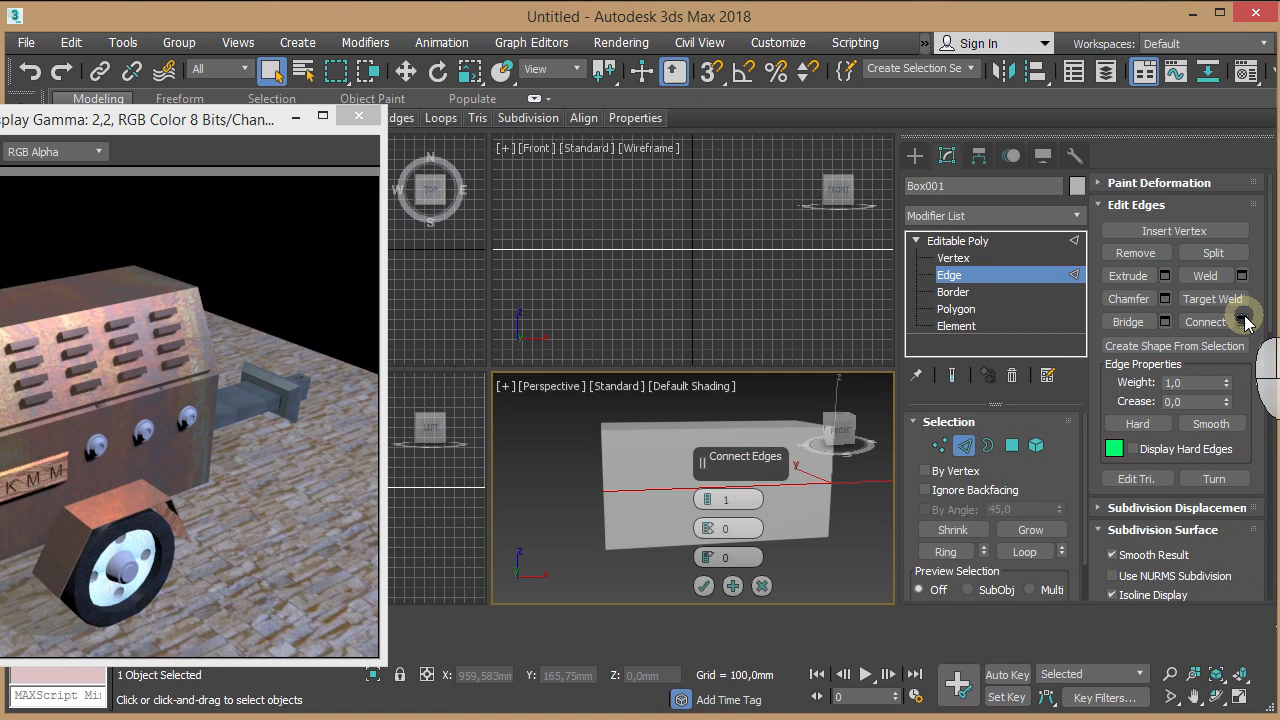 Untitled - Autodesk 3ds Max 2018
File Edit Tools Group Views Create Modifiers Animation Graph Editors Rendering Civil View Customize Scripting
Sign In
Workspaces: Default
All
View
Create Selection Se
Modeling Freeform Selection Object Paint Populate
Loops Tris Subdivision Align Properties
play Gamma: 2,2, RGB Color 8 Bits/Chan...
RGB Alpha
KMM
N
W TOP E
S
[+] [Front] [Standard] [Wireframe]
FRONT
z
x
LEFT
[+] [Perspective] [Standard] [Default Shading]
z
FRONT
y
Connect Edges
1
0
0
z
x
Box001
Modifier List
Editable Poly
Vertex
Edge
Border
Polygon
Element
Selection
By Vertex
Ignore Backfacing
By Angle: 45,0
Shrink Grow
Ring Loop
Preview Selection
Off SubObj Multi
Paint Deformation
Edit Edges
Insert Vertex
Remove Split
Extrude Weld
Chamfer Target Weld
Bridge Connect
Create Shape From Selection
Edge Properties
Weight: 1,0
Crease: 0,0
Hard Smooth
Display Hard Edges
Edit Tri. Turn
Subdivision Displacemen
Subdivision Surface
Smooth Result
Use NURMS Subdivision
Isoline Display
1 Object Selected
X: 959,583mm Y: 165,75mm Z: 0,0mm Grid = 100,0mm
MAXScript Mi
Click or click-and-drag to select objects
Add Time Tag
0
Auto Key Selected
Set Key Key Filters...